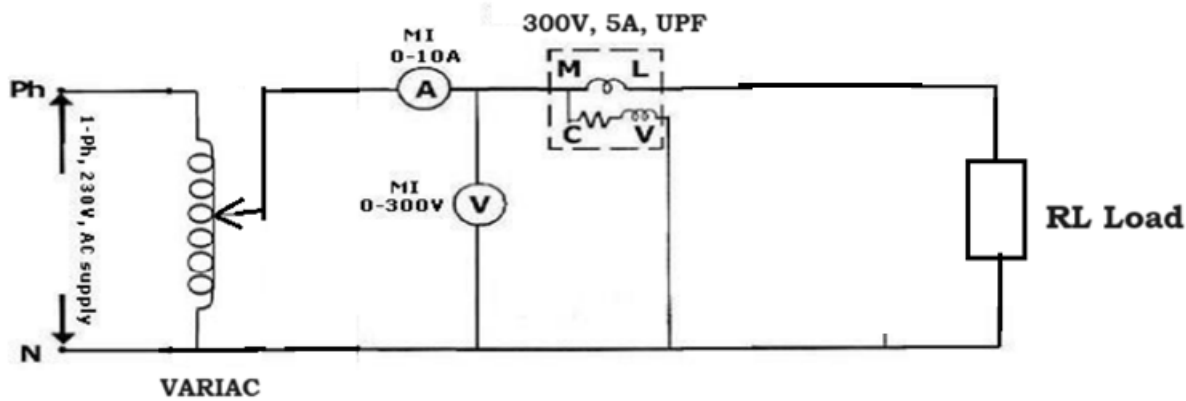 300V, 5A, UPF
MI
0-10A
A
M L
C V
Ph
1-Ph, 230V, AC supply
MI
0-300V
V
RL Load
N
VARIAC